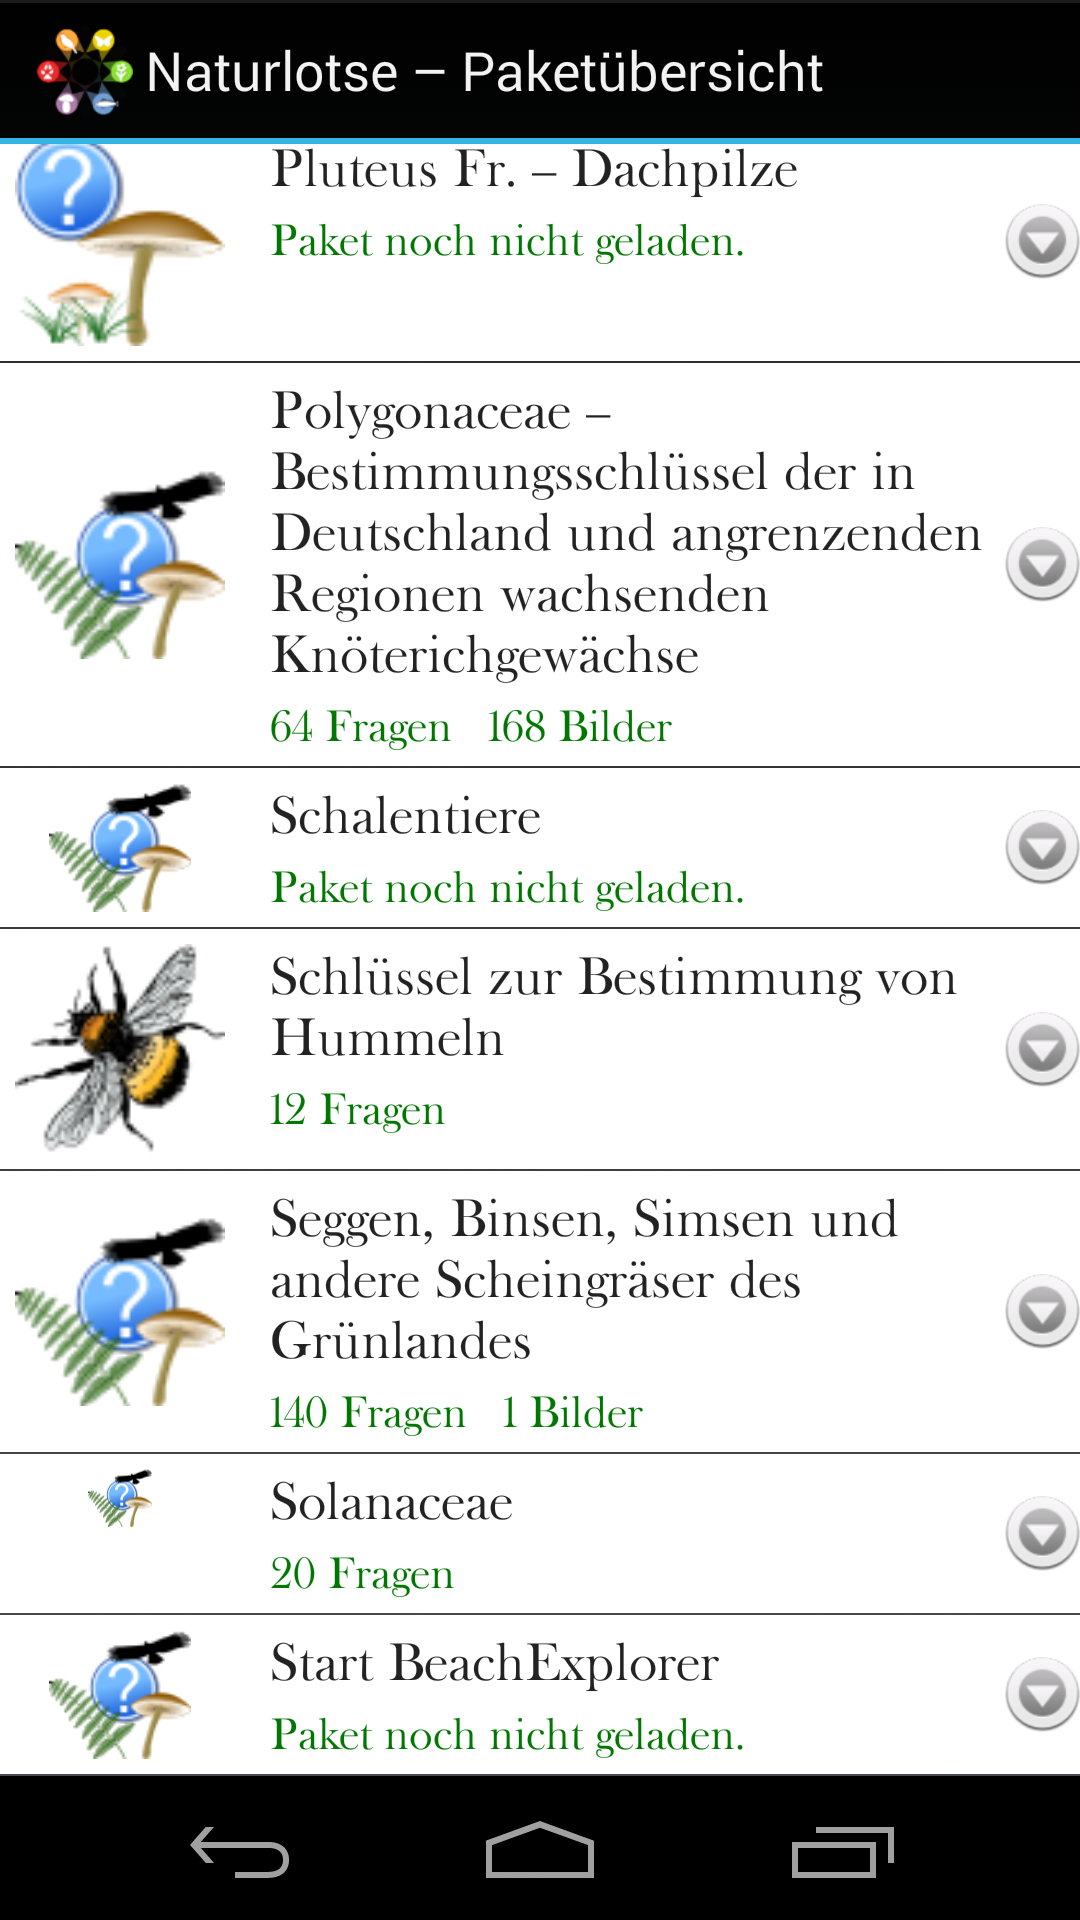 Naturlotse – Paketübersicht
Pluteus Fr. – Dachpilze
Paket noch nicht geladen.
Polygonaceae –
Bestimmungsschlüssel der in
Deutschland und angrenzenden
Regionen wachsenden
Knöterichgewächse
64 Fragen 168 Bilder
Schalentiere
Paket noch nicht geladen.
Schlüssel zur Bestimmung von
Hummeln
12 Fragen
Seggen, Binsen, Simsen und
andere Scheingräser des
Grünlandes
140 Fragen 1 Bilder
Solanaceae
20 Fragen
Start BeachExplorer
Paket noch nicht geladen.